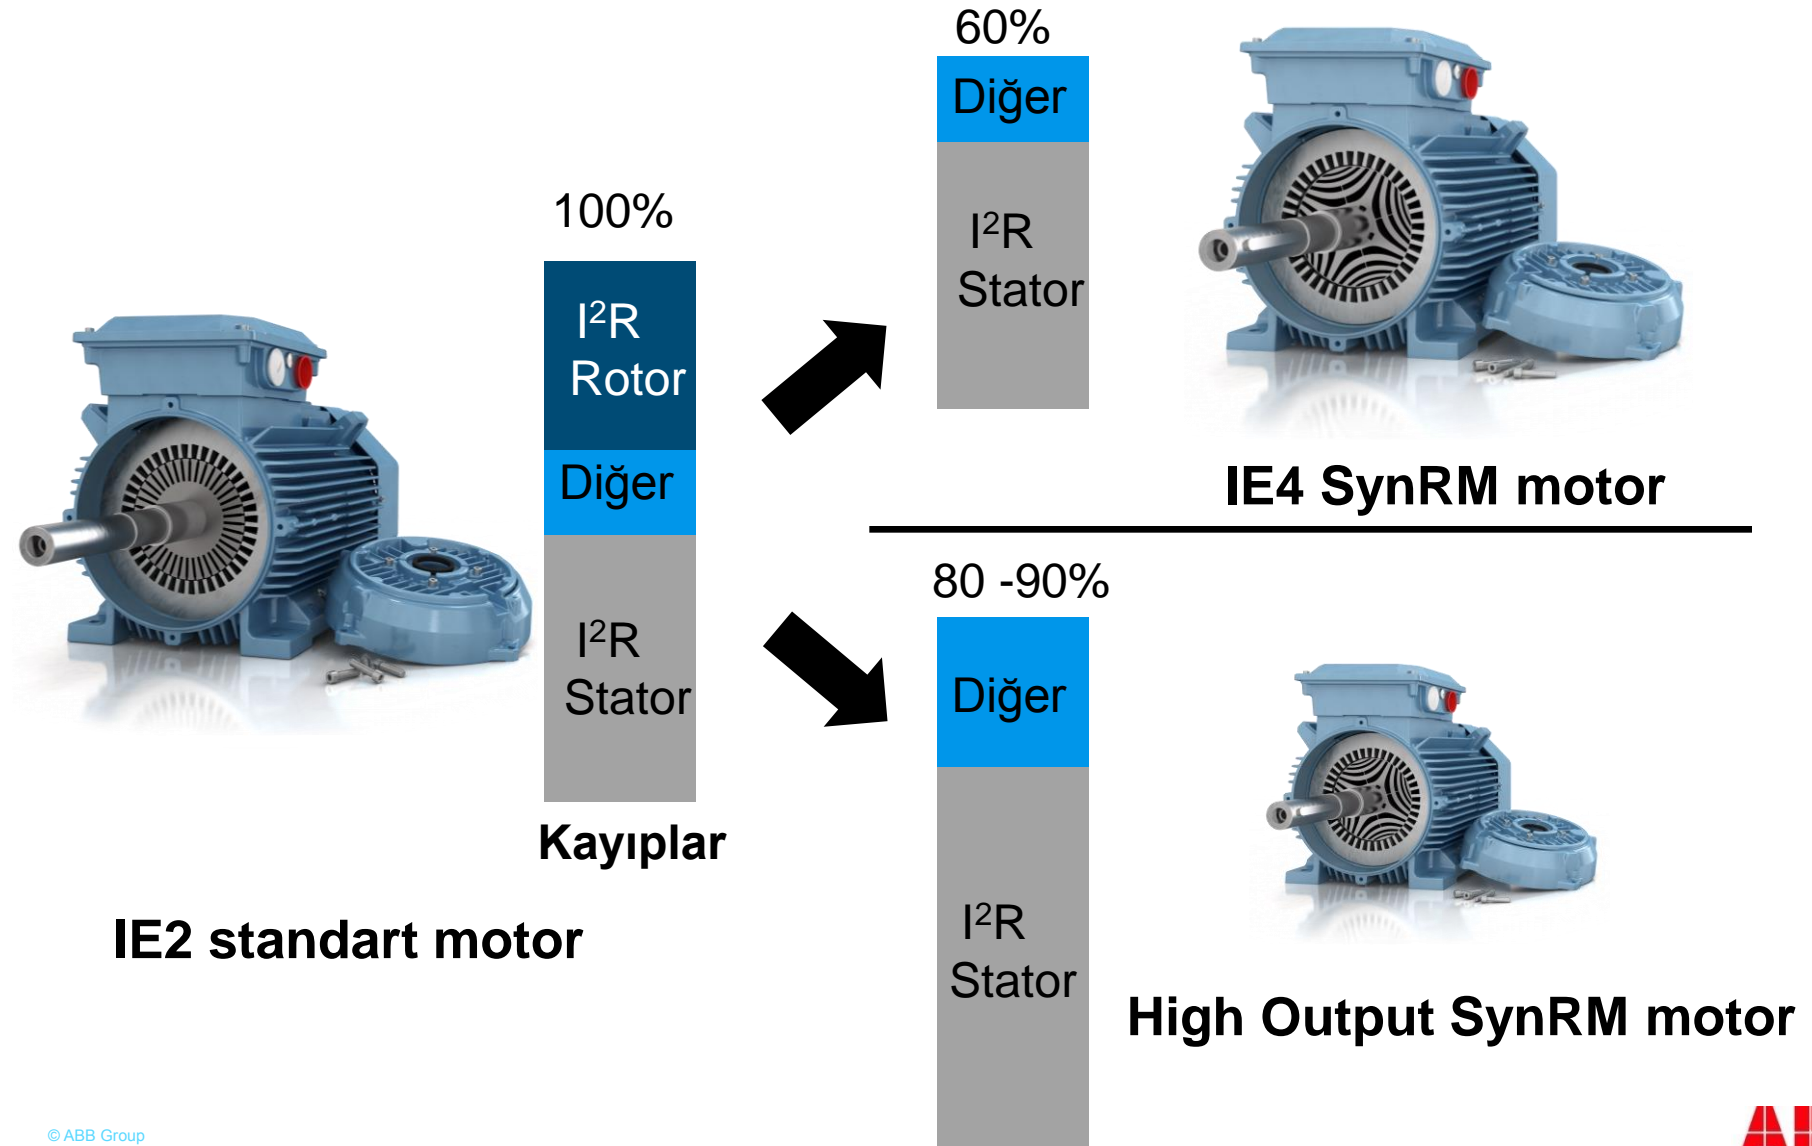 60%
Diğer
I²R
Stator
100%
I²R
Rotor
Diğer
I²R
Stator
Kayıplar
IE2 standart motor
IE4 SynRM motor
80 -90%
Diğer
I²R
Stator
High Output SynRM motor
© ABB Group